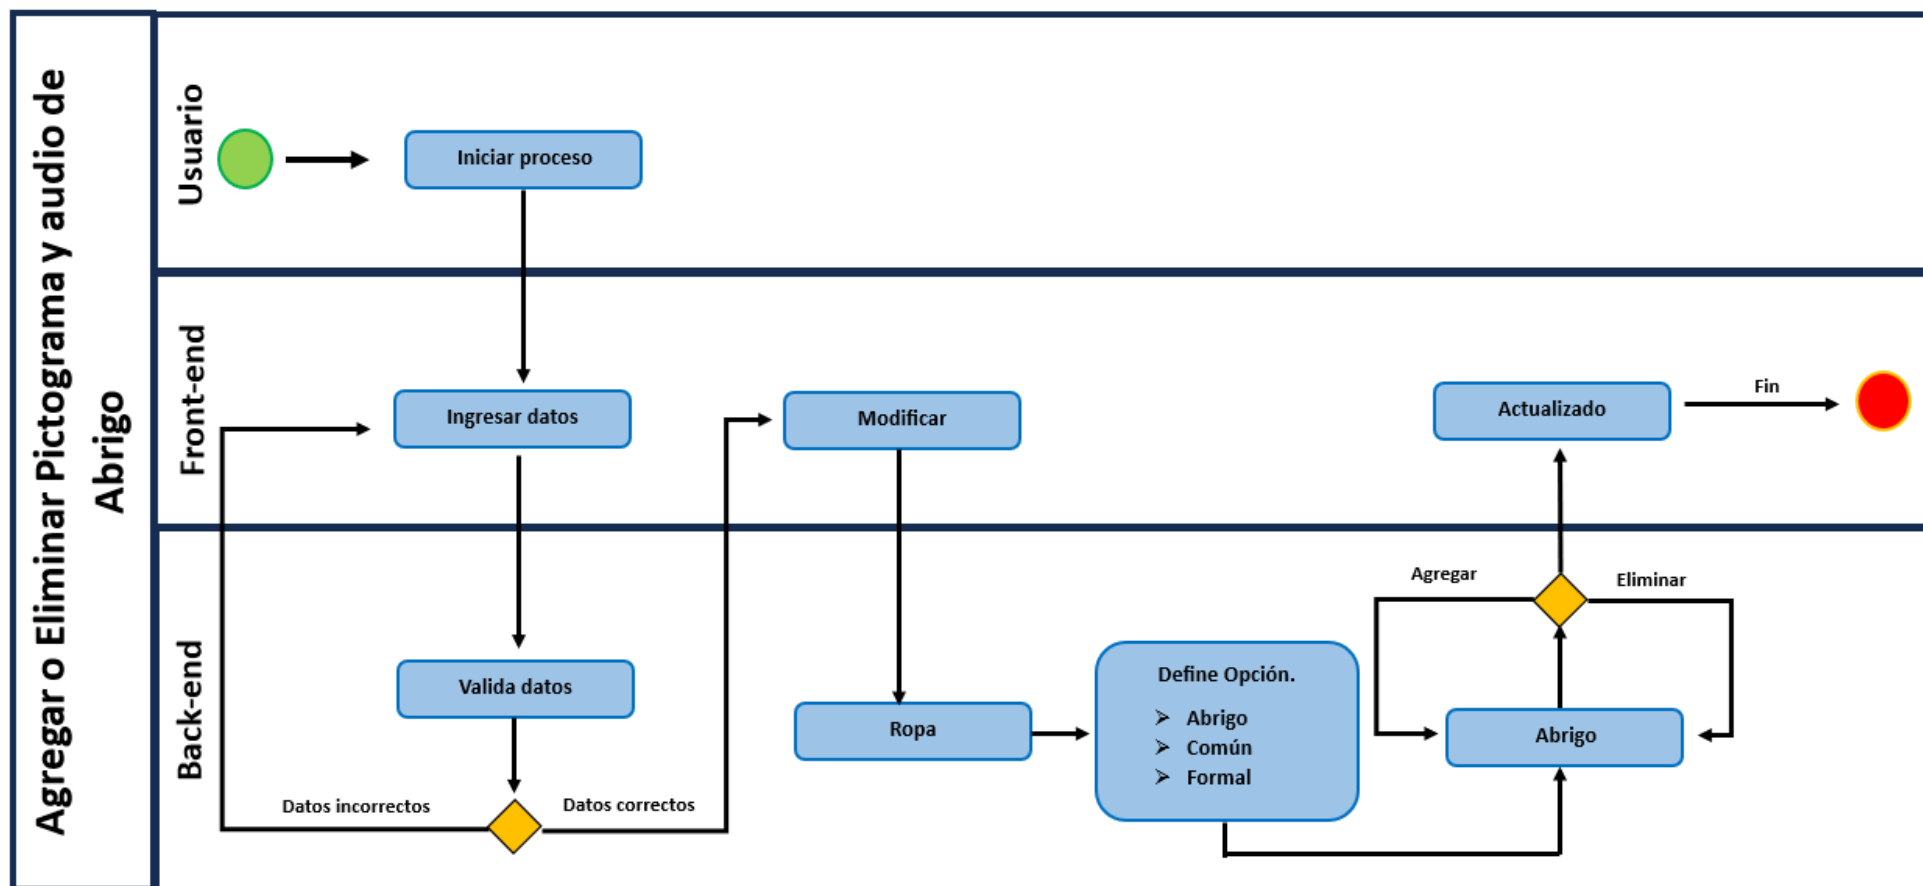 Agregar o Eliminar Pictograma y audio de
Abrigo
Usuario
Iniciar proceso
Front-end
Ingresar datos
Modificar
Actualizado
Fin
Back-end
Valida datos
Datos incorrectos
Datos correctos
Ropa
Define Opción.
➢ Abrigo
➢ Común
➢ Formal
Agregar
Eliminar
Abrigo